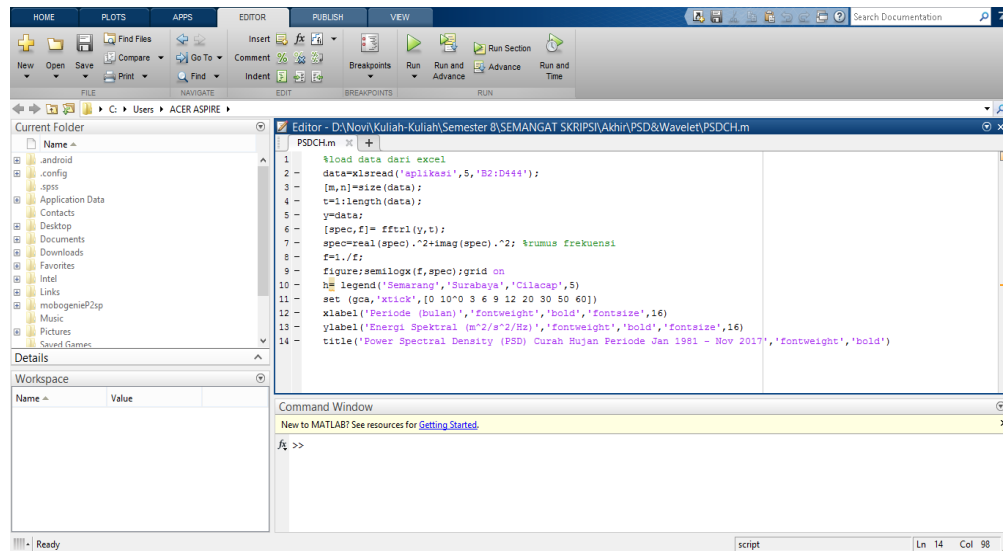 HOME PLOTS APPS EDITOR PUBLISH VIEW
Search Documentation
New Open Save
Find Files
Compare
Print
Go To
Find
Insert fx
Comment
Indent
Breakpoints
Run
Run and Advance
Run Section
Advance
Run and Time
FILE NAVIGATE EDIT BREAKPOINTS RUN
C: Users ACER ASPIRE
Current Folder
Name
.android
.config
.spss
Application Data
Contacts
Desktop
Documents
Downloads
Favorites
Intel
Links
mobogenieP2sp
Music
Pictures
Saved Games
Details
Workspace
Name Value
Editor - D:\Novi\Kuliah-Kuliah\Semester 8\SEMANGAT SKRIPSI\Akhir\PSD&Wavelet\PSDCH.m
PSDCH.m
1 %load data dari excel
2 - data=xlsread('aplikasi',5,'B2:D444');
3 - [m,n]=size(data);
4 - t=1:length(data);
5 - y=data;
6 - [spec,f]= fftrl(y,t);
7 - spec=real(spec).^2+imag(spec).^2; %rumus frekuensi
8 - f=1./f;
9 - figure;semilogx(f,spec);grid on
10 - h= legend('Semarang','Surabaya','Cilacap',5)
11 - set (gca,'xtick',[0 10^0 3 6 9 12 20 30 50 60])
12 - xlabel('Periode (bulan)','fontweight','bold','fontsize',16)
13 - ylabel('Energi Spektral (m^2/s^2/Hz)','fontweight','bold','fontsize',16)
14 - title('Power Spectral Density (PSD) Curah Hujan Periode Jan 1981 - Nov 2017','fontweight','bold')
Command Window
New to MATLAB? See resources for Getting Started.
fx >>
Ready
script
Ln 14 Col 98